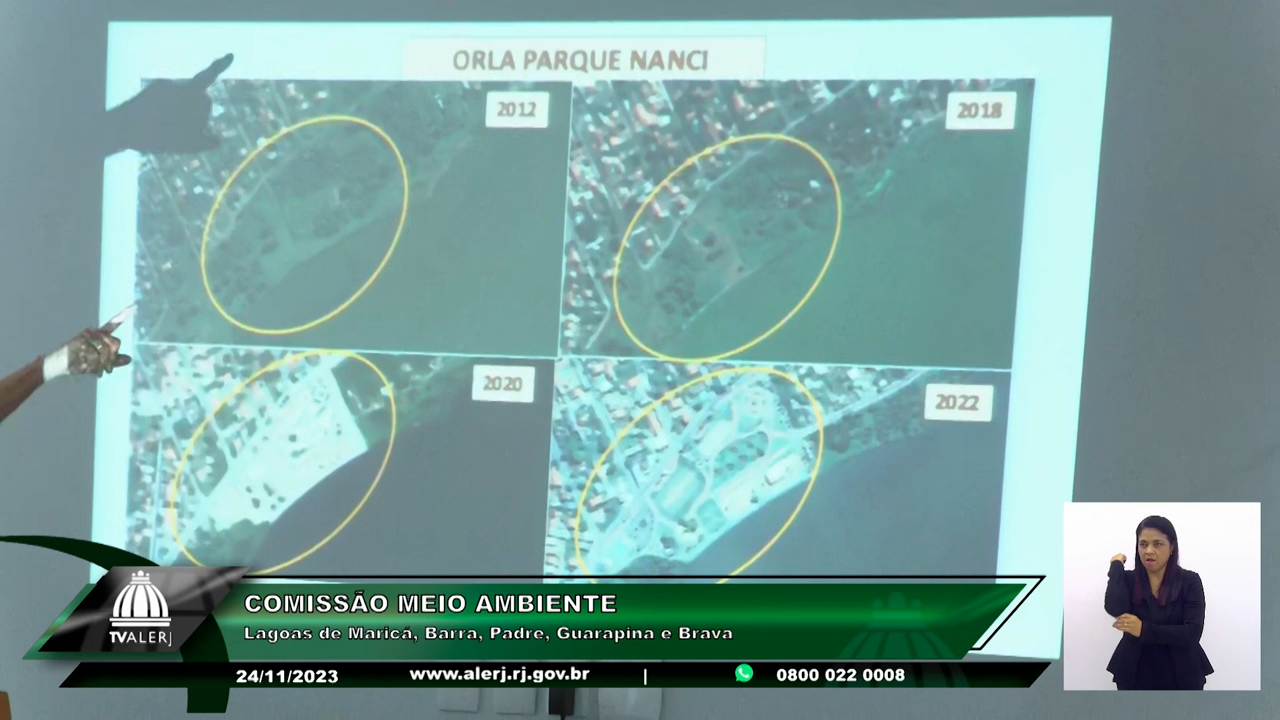 ORLA PARQUE NANCI
2012
2018
2020
2022
TVALERJ
COMISSÃO MEIO AMBIENTE
Lagoas de Maricá, Barra, Padre, Guarapina e Brava
24/11/2023 www.alerj.rj.gov.br | 0800 022 0008